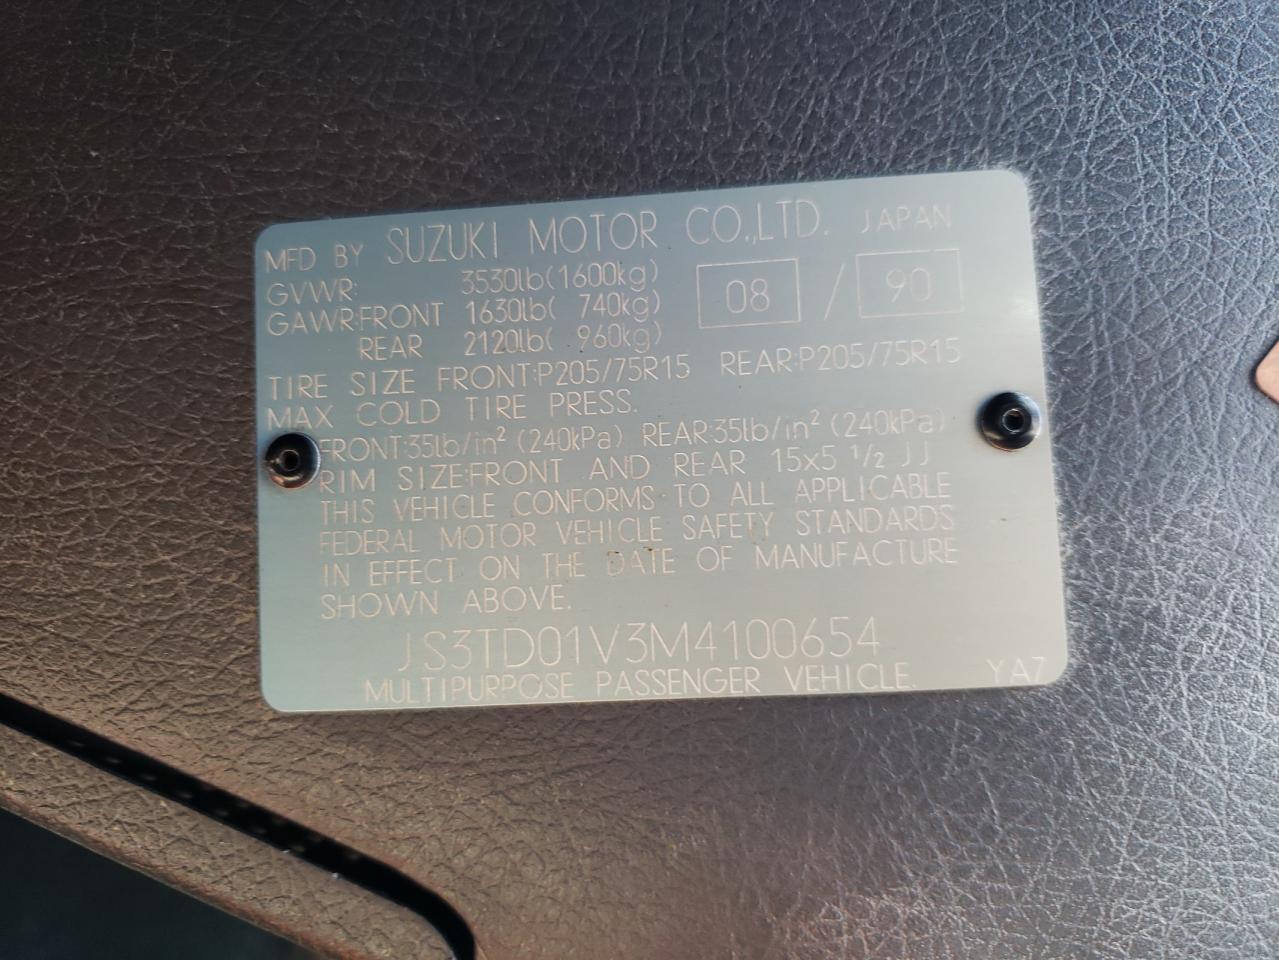 MFD BY SUZUKI MOTOR CO.,LTD. JAPAN
GVWR: 3530lb(1600kg) 08 / 90
GAWR:FRONT 1630lb( 740kg)
REAR 2120lb( 960kg)
TIRE SIZE FRONT:P205/75R15 REAR:P205/75R15
MAX COLD TIRE PRESS.
FRONT:35lb/in² (240kPa) REAR:35lb/in² (240kPa)
RIM SIZE:FRONT AND REAR 15x5 1/2 JJ
THIS VEHICLE CONFORMS TO ALL APPLICABLE
FEDERAL MOTOR VEHICLE SAFETY STANDARDS
IN EFFECT ON THE DATE OF MANUFACTURE
SHOWN ABOVE.
JS3TD01V3M4100654
MULTIPURPOSE PASSENGER VEHICLE. YA7